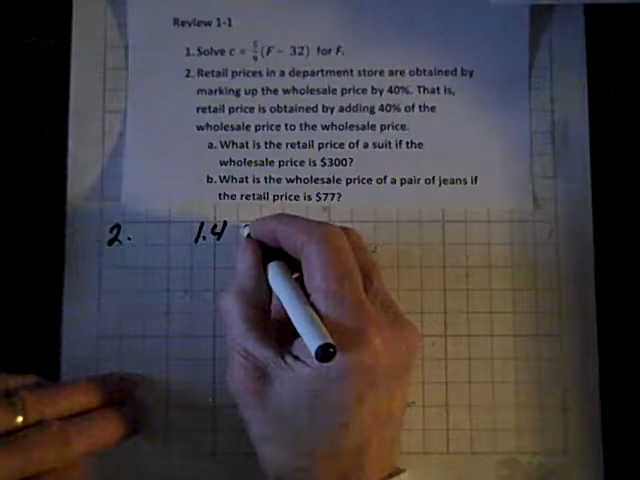 Review 1-1
1. Solve c = 5/9 (F - 32) for F.
2. Retail prices in a department store are obtained by
marking up the wholesale price by 40%. That is,
retail price is obtained by adding 40% of the
wholesale price to the wholesale price.
a. What is the retail price of a suit if the
wholesale price is $300?
b. What is the wholesale price of a pair of jeans if
the retail price is $77?
2. 1.4